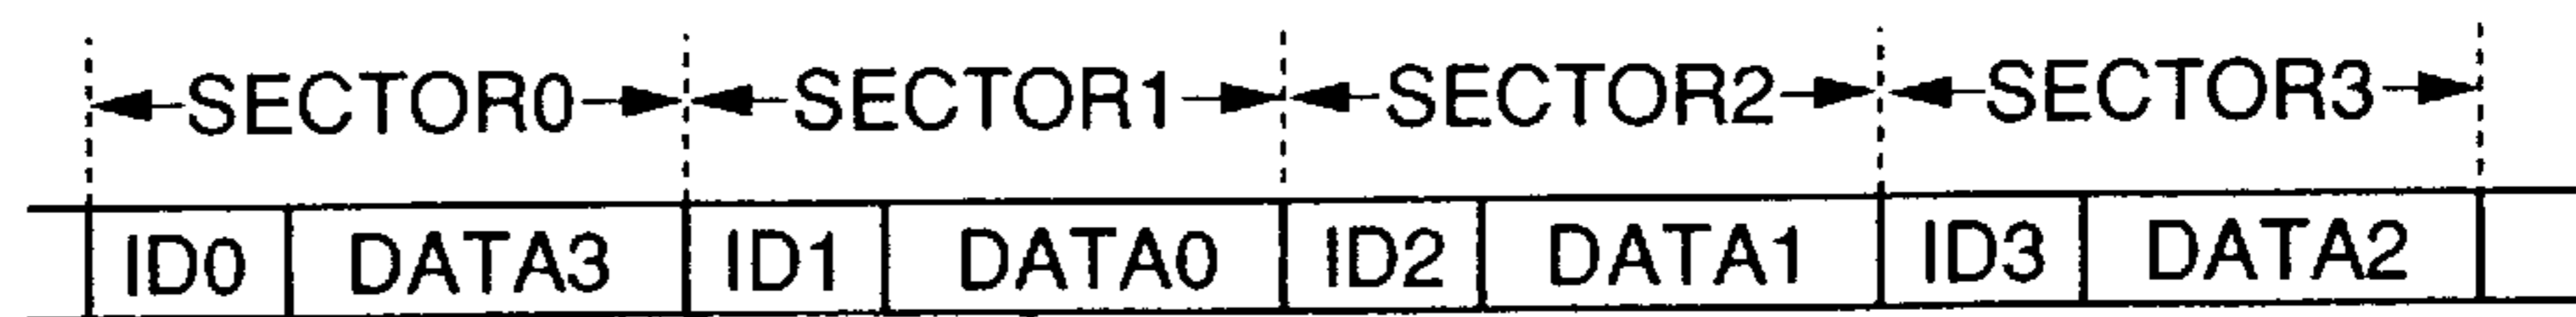 SECTOR0 SECTOR1 SECTOR2 SECTOR3
ID0 DATA3 ID1 DATA0 ID2 DATA1 ID3 DATA2